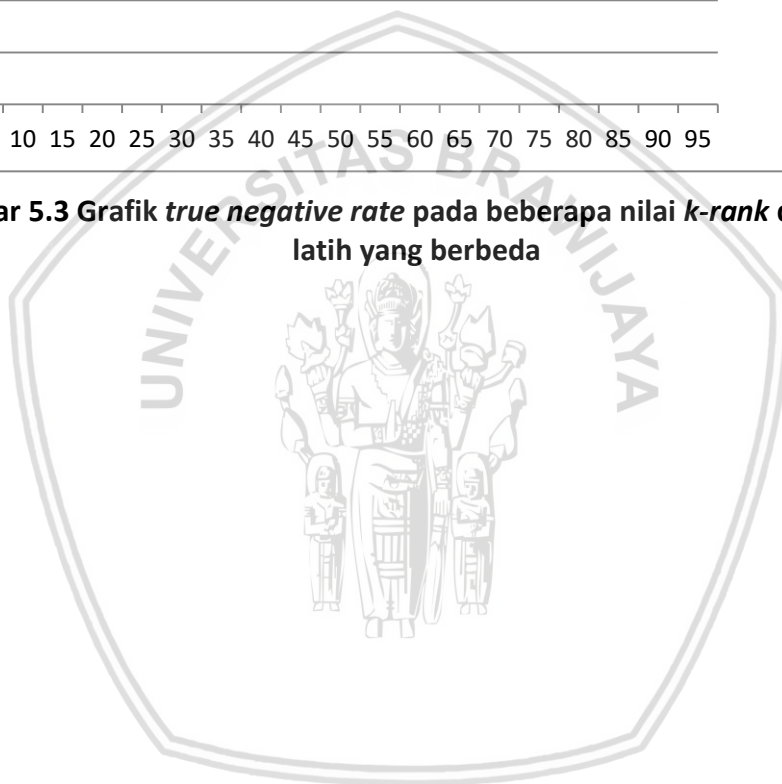 10 15 20 25 30 35 40 45 50 55 60 65 70 75 80 85 90 95
ar 5.3 Grafik true negative rate pada beberapa nilai k-rank
latih yang berbeda
UNIVERSITAS BRAWIJAYA